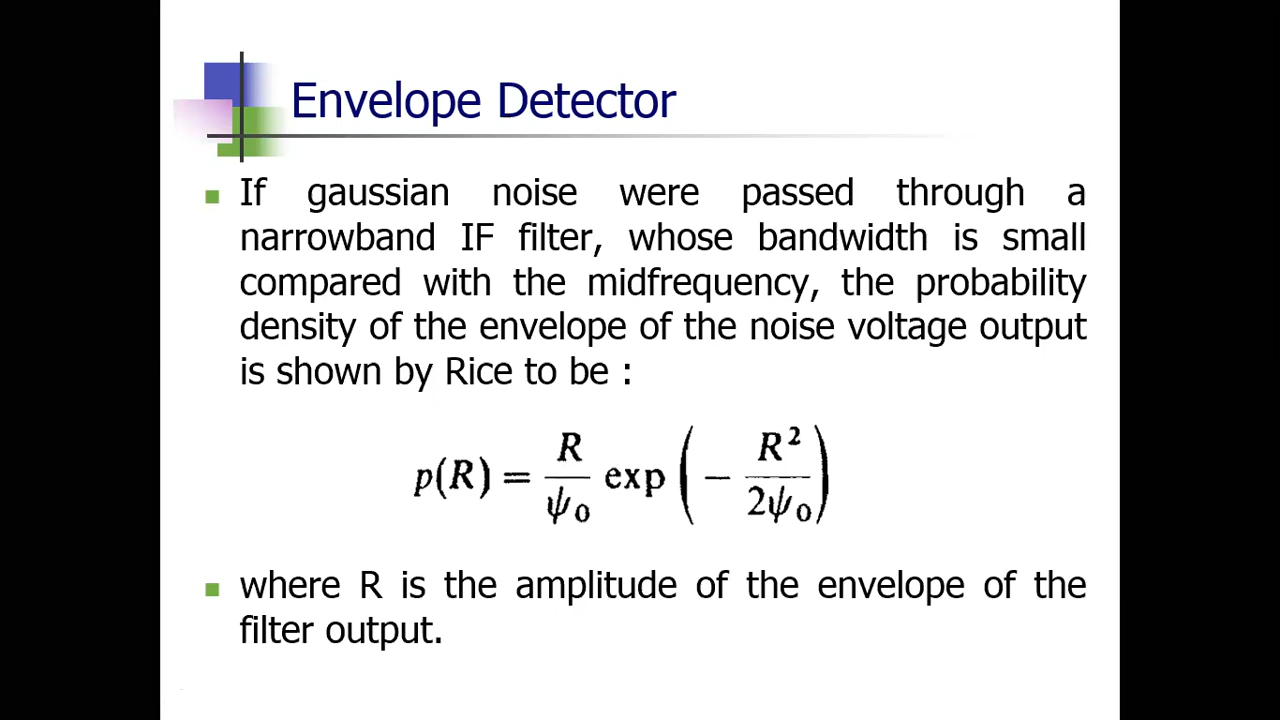 Envelope Detector
If gaussian noise were passed through a
narrowband IF filter, whose bandwidth is small
compared with the midfrequency, the probability
density of the envelope of the noise voltage output
is shown by Rice to be :
p(R) = R/ψ₀ exp (− R²/2ψ₀)
where R is the amplitude of the envelope of the
filter output.